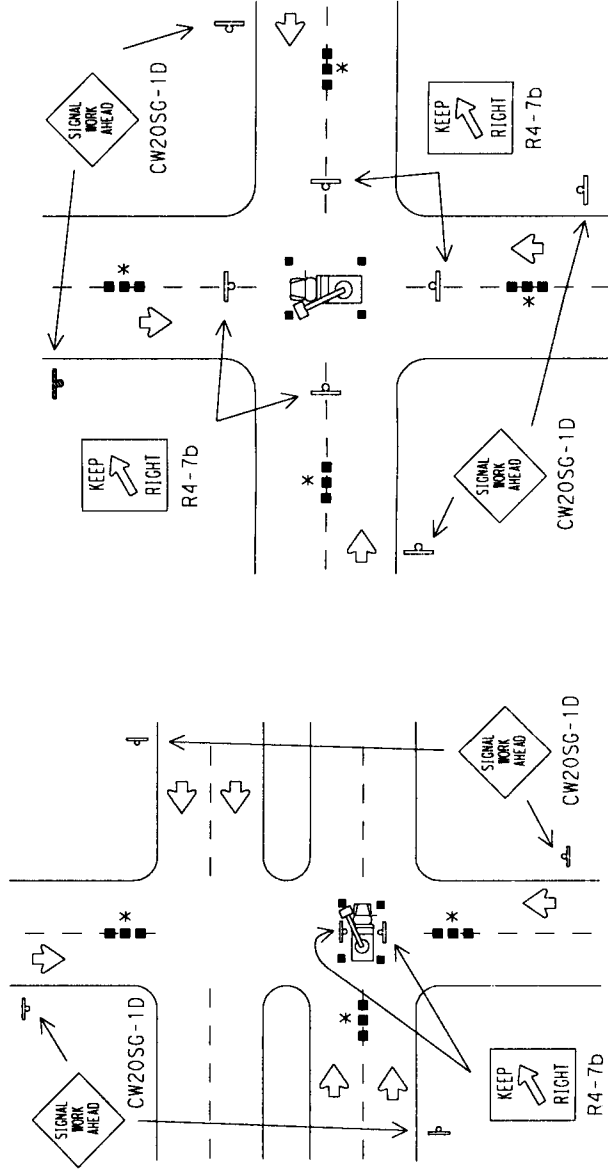 SIGNAL
WORK
AHEAD
CW20SG-1D
KEEP
RIGHT
R4-7b
*
*
*
SIGNAL
WORK
AHEAD
CW20SG-1D
SIGNAL
WORK
AHEAD
CW20SG-1D
KEEP
RIGHT
R4-7b
*
*
*
*
KEEP
RIGHT
R4-7b
SIGNAL
WORK
AHEAD
CW20SG-1D